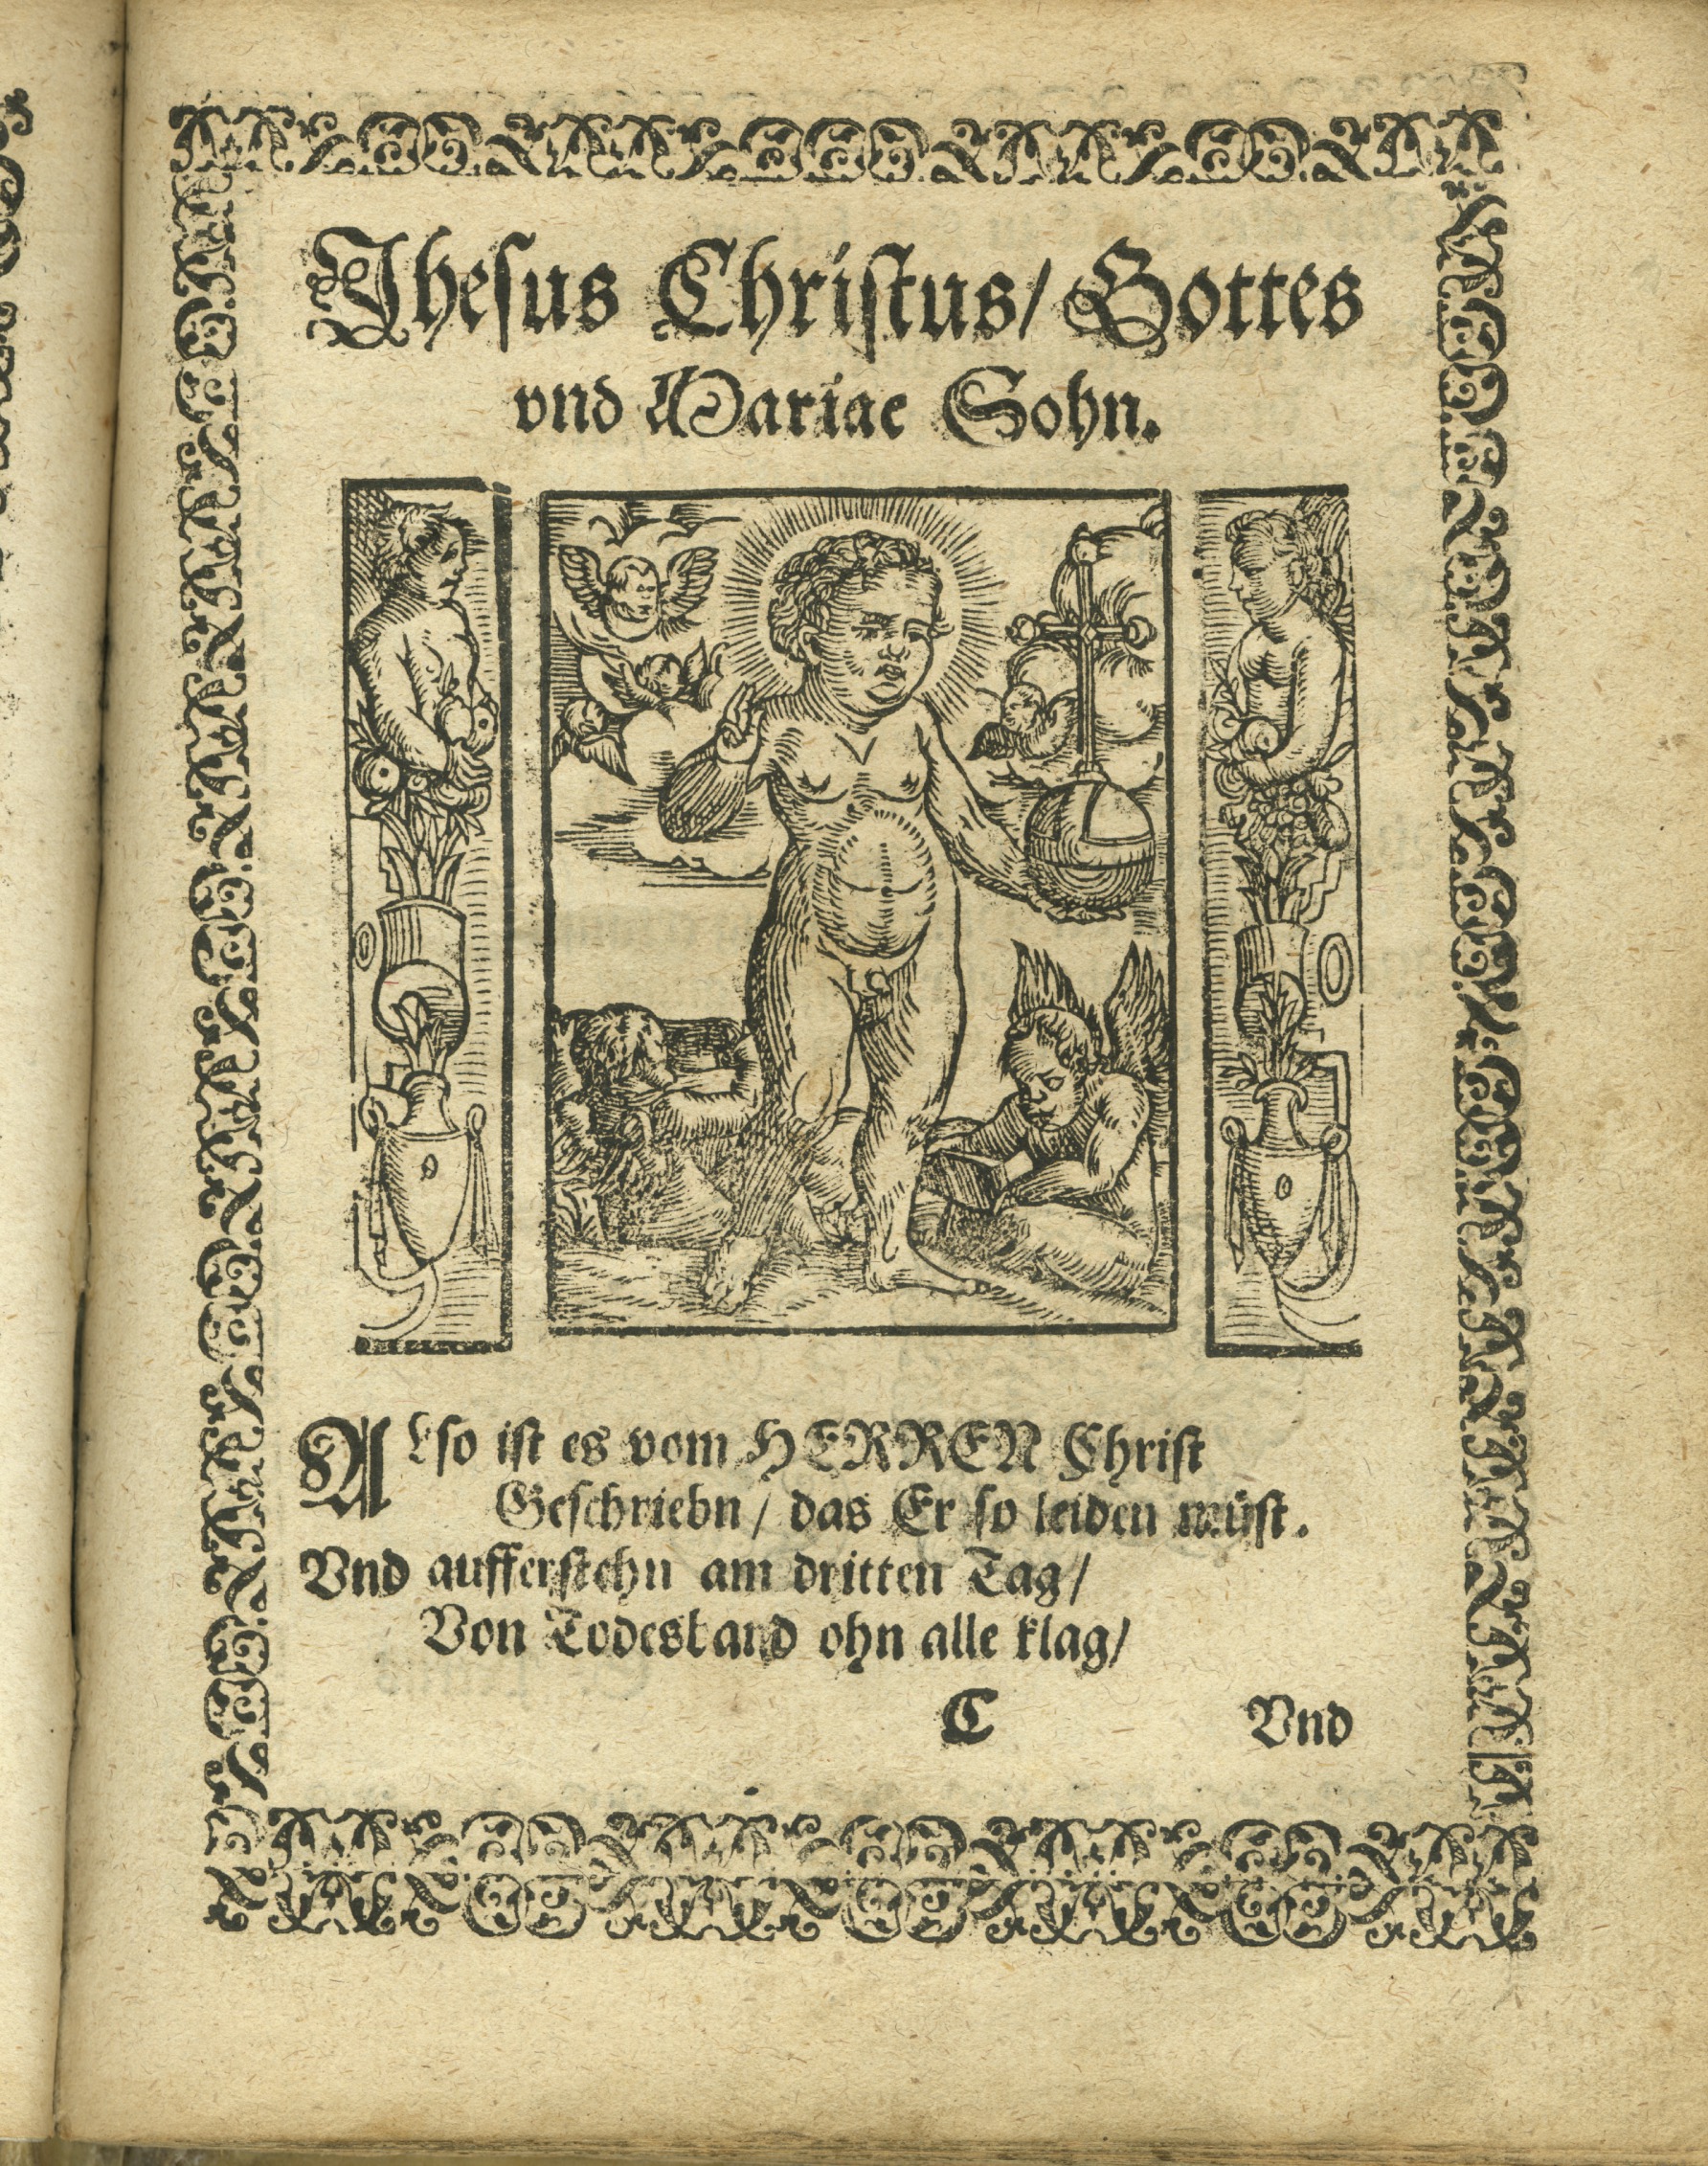 Jhesus Christus/ Gottes
vnd Mariae Sohn.
Also ist es vom HERREN Christ
Geschriebn/ das Er so leiden müst.
Vnd aufferstehn am dritten Tag/
Von Todesband ohn alle klag/
C Vnd